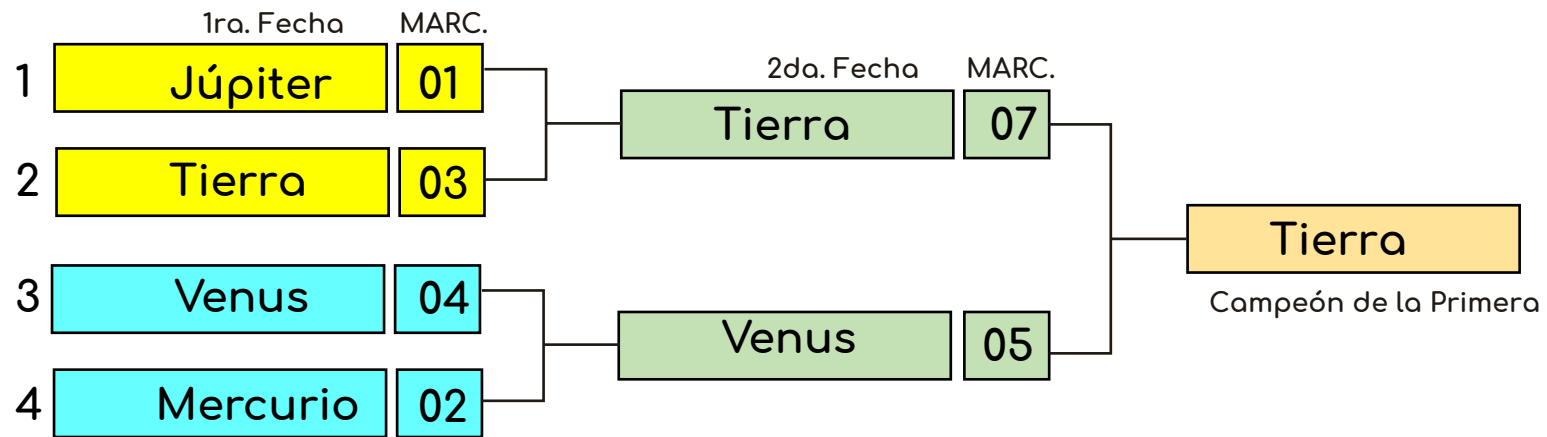 1ra. Fecha MARC.
1 Júpiter 01
2da. Fecha MARC.
Tierra 07
2 Tierra 03
Tierra
3 Venus 04
Campeón de la Primera
Venus 05
4 Mercurio 02